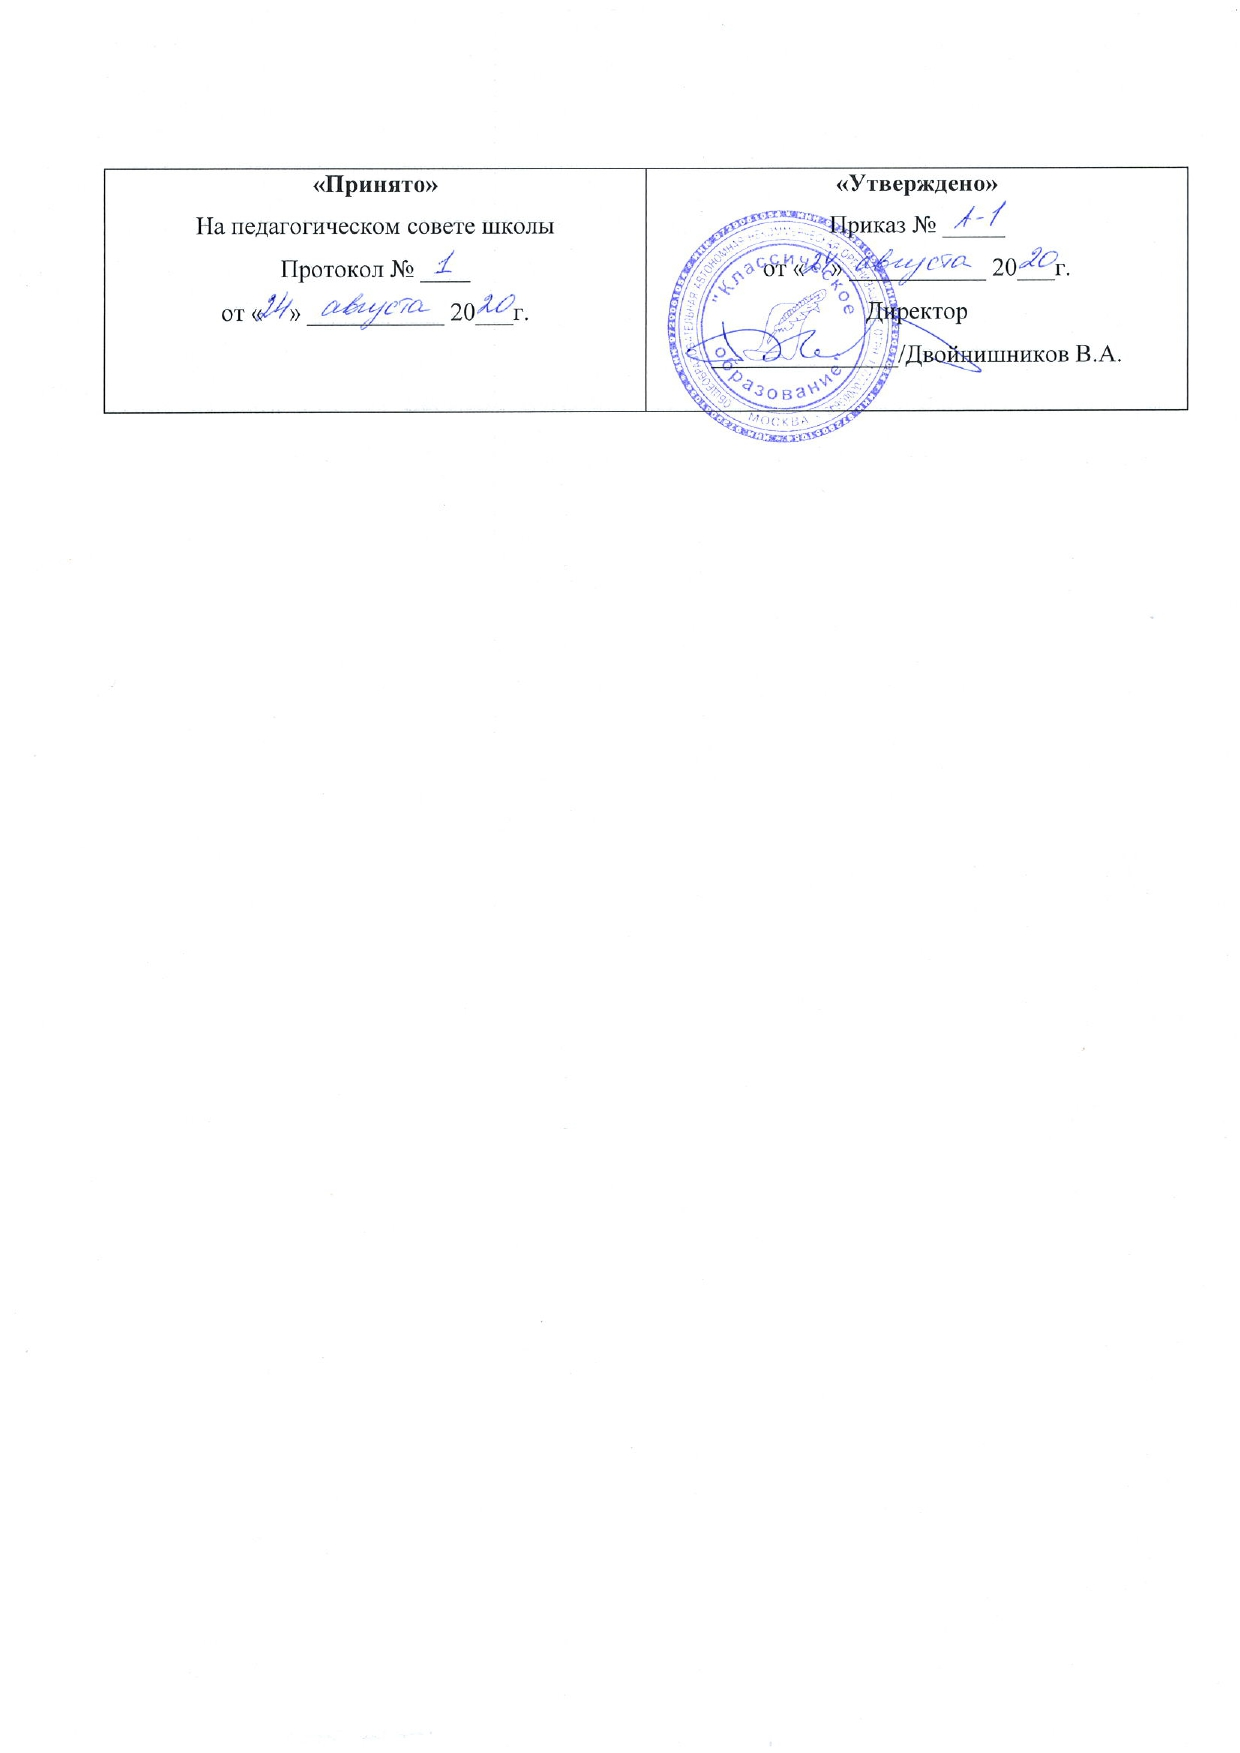 «Принято»
На педагогическом совете школы
Протокол № 1
от «24» августа 2020г.
«Утверждено»
Приказ № 1-1
от «24» августа 2020г.
Директор
/Двойнишников В.А.
"Классическое
образование"
МОСКВА